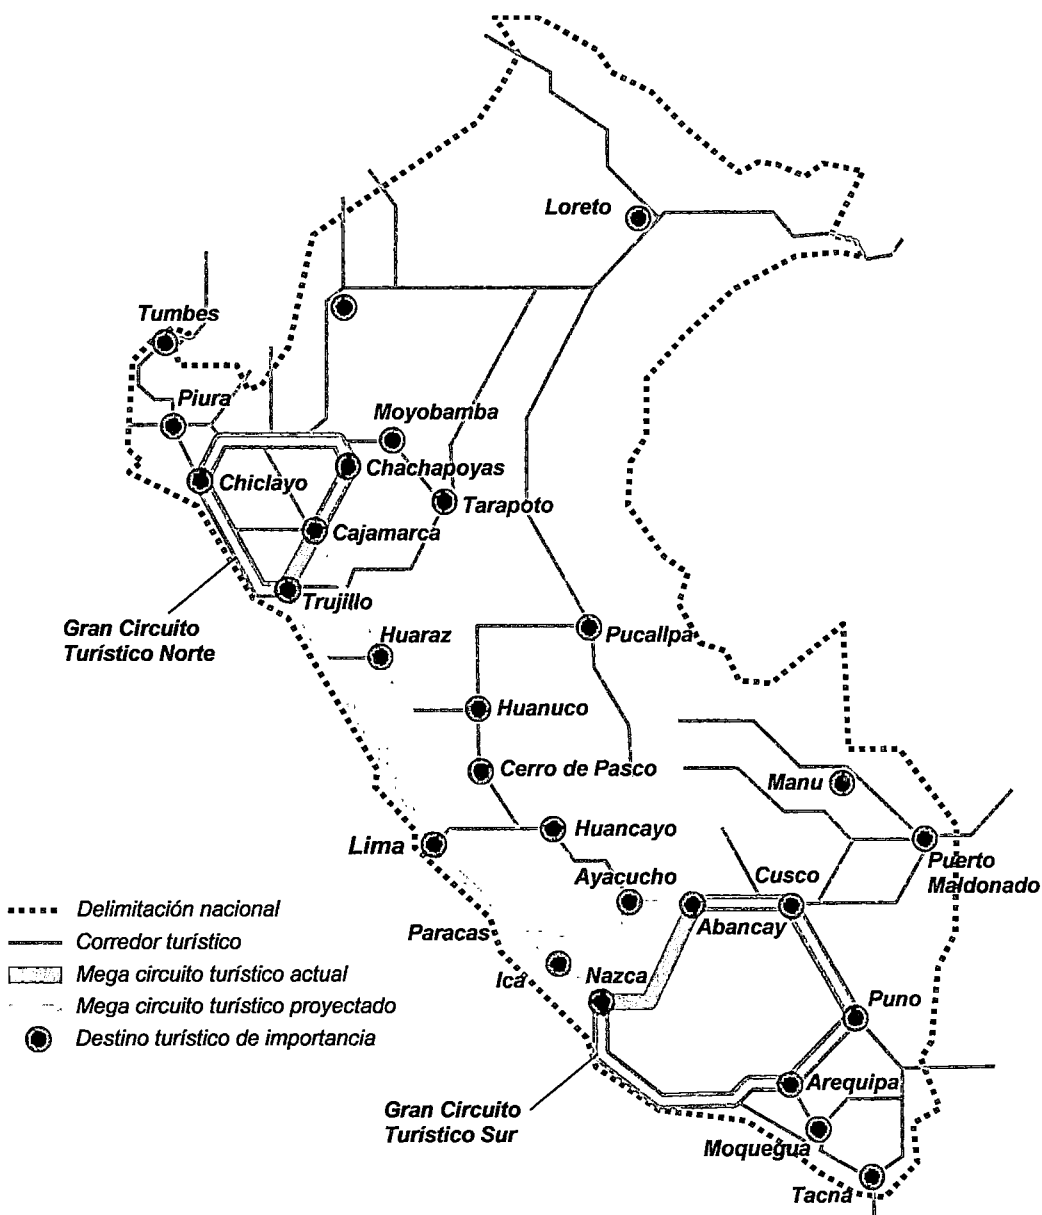 Loreto
Tumbes
Piura
Moyobamba
Chachapoyas
Chiclayo
Tarapoto
Cajamarca
Trujillo
Gran Circuito
Turístico Norte
Huaraz
Pucallpa
Huanuco
Cerro de Pasco
Manu
Huancayo
Lima
Puerto
Maldonado
Ayacucho
Cusco
Abancay
Paracas
Ica
Nazca
Puno
Arequipa
Gran Circuito
Turístico Sur
Moquegua
Tacna
Delimitación nacional
Corredor turístico
Mega circuito turístico actual
Mega circuito turístico proyectado
Destino turístico de importancia